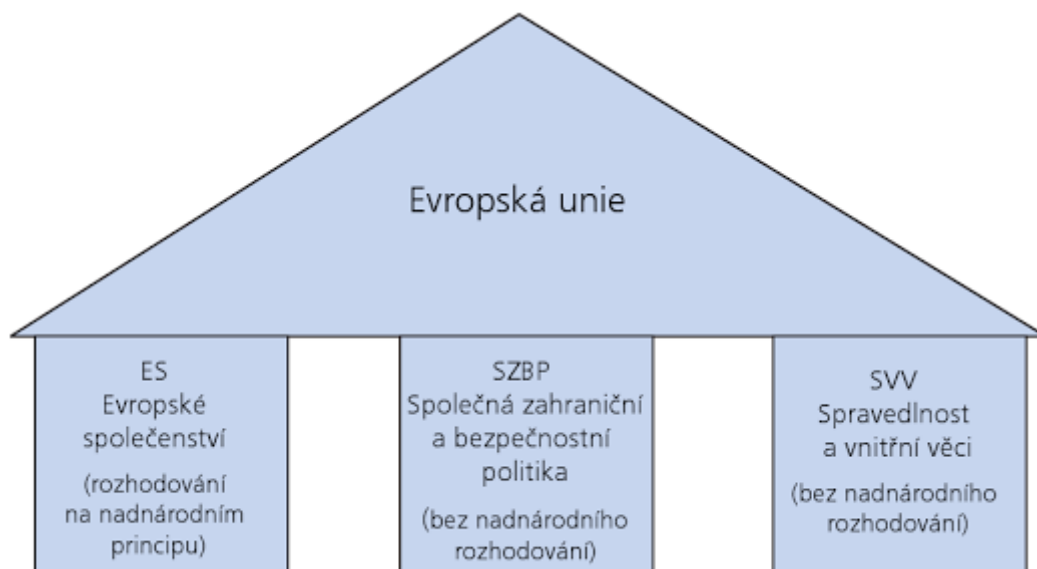 Evropská unie
ES
Evropské
společenství
(rozhodování
na nadnárodním
principu)
SZBP
Společná zahraniční
a bezpečnostní
politika
(bez nadnárodního
rozhodování)
SVV
Spravedlnost
a vnitřní věci
(bez nadnárodního
rozhodování)